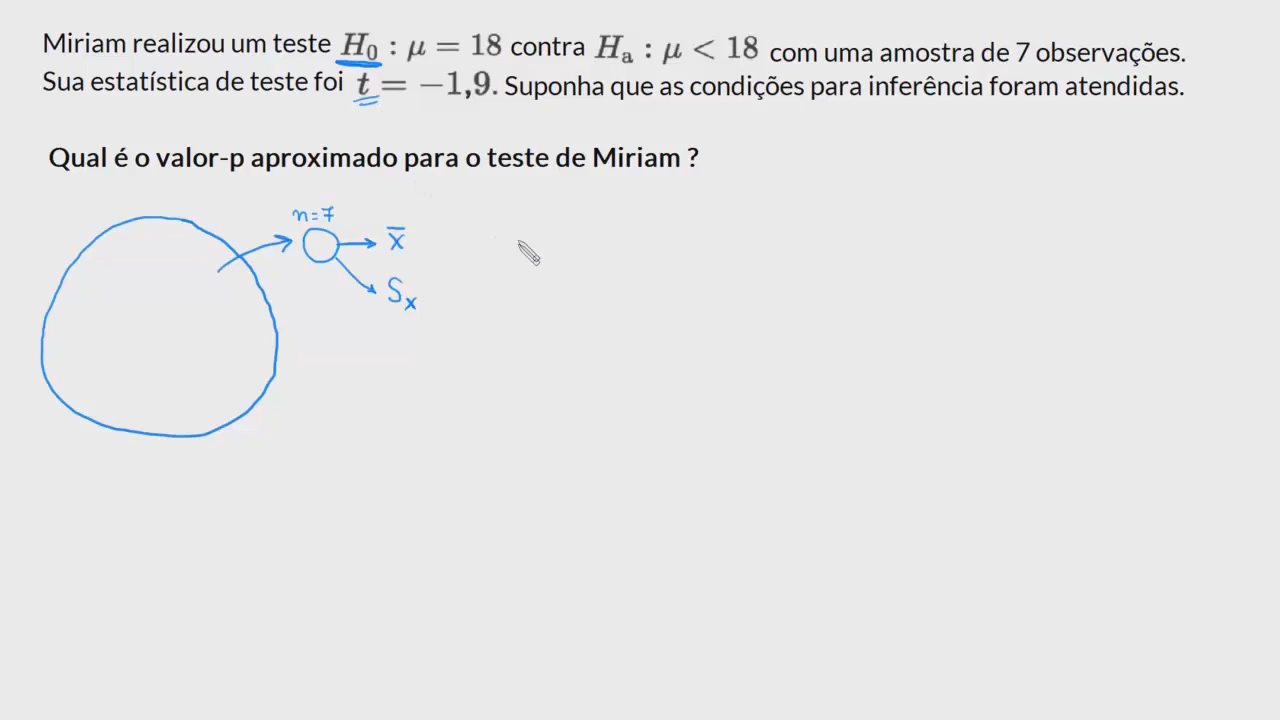 Miriam realizou um teste H₀ : μ = 18 contra Hₐ : μ < 18 com uma amostra de 7 observações.
Sua estatística de teste foi t = −1,9. Suponha que as condições para inferência foram atendidas.
Qual é o valor-p aproximado para o teste de Miriam ?
n=7
x̄
Sₓ